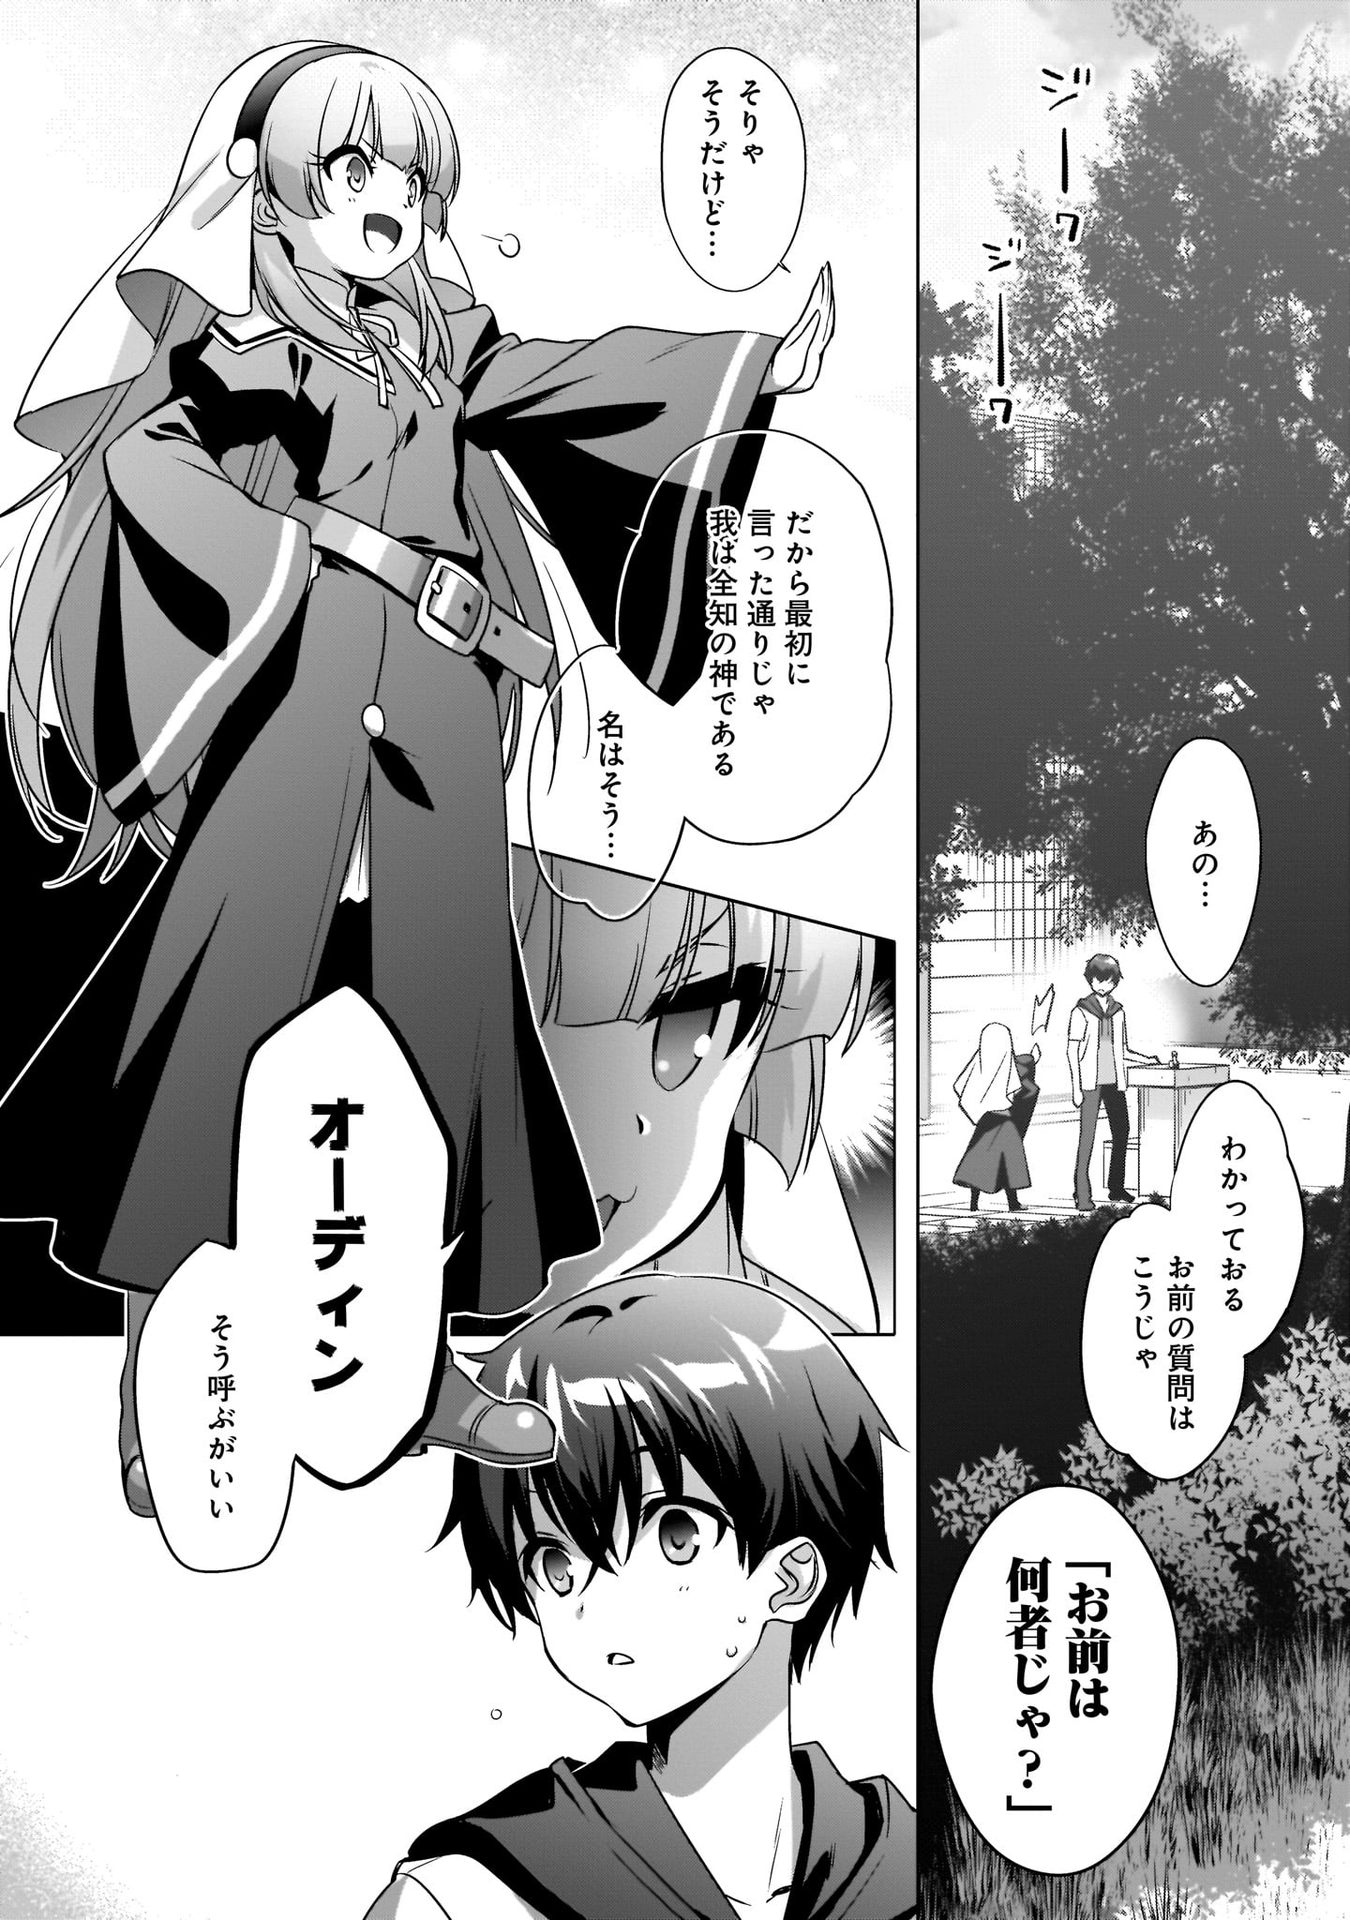 ジーワ
ジーワ
あの…
わかっておる
お前の質問は
こうじゃ
「お前は
何者じゃ？」
そりゃ
そうだけど…
だから最初に
言った通りじゃ
我は全知の神である
名はそう…
オーディン
そう呼ぶがいい